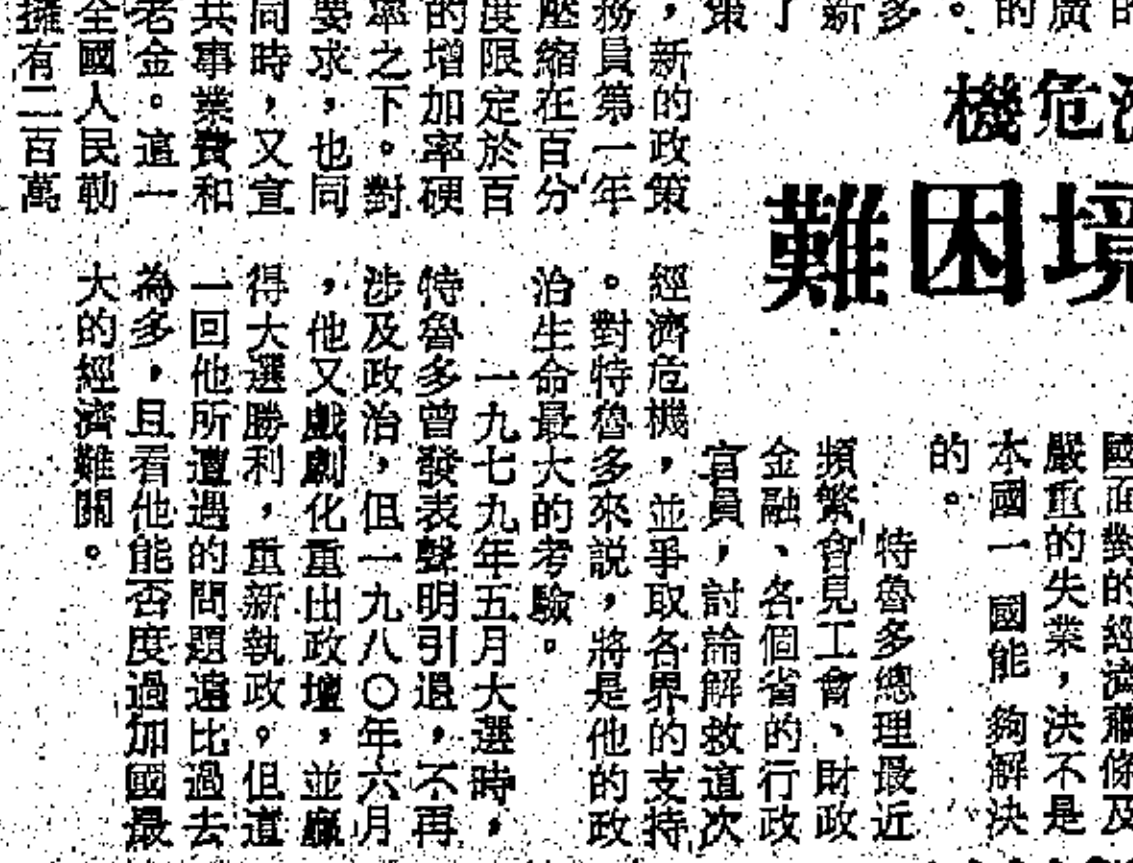 濟危機
境困難
的
廣
的
。
多
新
了
策
，新的政策
務員第一年
壓縮在百分
度限定於百
的增加率硬
率之下。對
要求，也同
同時，又宣
共事業費和
老金。這一
全國人民勒
擁有二百萬
國面對的經濟蕭條及
嚴重的失業，決不是
本國一 國能 夠解決
的。
特魯多總理最近
頻繁會見工會、財政
金融、各個省的行政
官員，討論解救這次
經濟危機，並爭取各界的支持
。對特魯多來説，將是他的政
治生命最大的考驗。
一九七九年五月大選時，
特魯多曾發表聲明引退，不再
涉及政治，但一九八〇年六月
，他又戲劇化重出政壇，並贏
得大選勝利，重新執政。但這
一回他所遭遇的問題遠比過去
為多，且看他能否度過加國最
大的經濟難關。